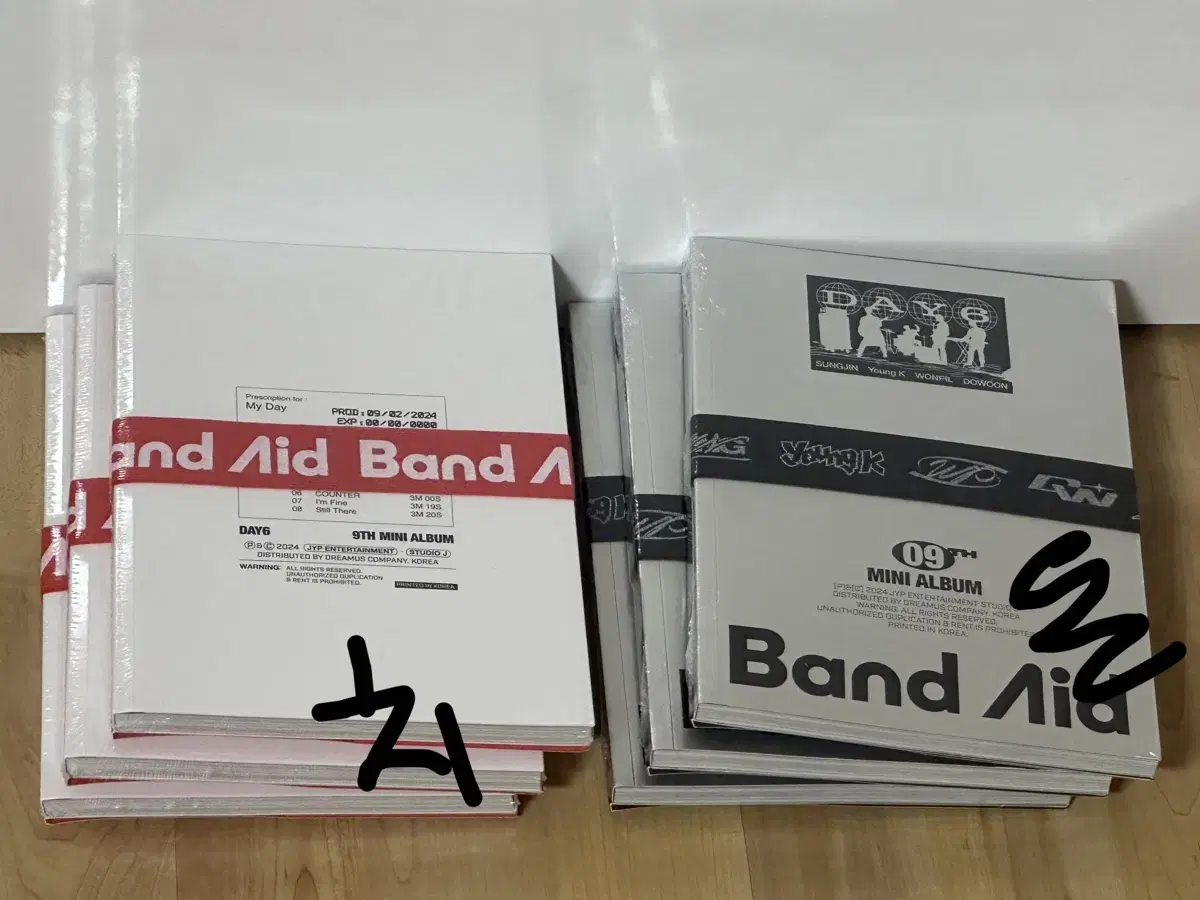 Prescription for :
My Day
PROD : 09/02/2024
EXP : 00/00/0000
and Aid Band A
06 COUNTER 3M 00S
07 I'm Fine 3M 19S
08 Still There 3M 20S
DAY6 9TH MINI ALBUM
Ⓟ&Ⓒ 2024 JYP ENTERTAINMENT · STUDIO J
DISTRIBUTED BY DREAMUS COMPANY. KOREA
WARNING: ALL RIGHTS RESERVED.
UNAUTHORIZED DUPLICATION
& RENT IS PROHIBITED.
PRINTED IN KOREA
DAY6
SUNGJIN Young K WONPIL DOWOON
Young K
09TH
MINI ALBUM
[P]&[C] 2024 JYP ENTERTAINMENT STUDIO
DISTRIBUTED BY DREAMUS COMPANY. KOREA
WARNING: ALL RIGHTS RESERVED.
UNAUTHORIZED DUPLICATION & RENT IS PROHIBITE
PRINTED IN KOREA.
Band Aid